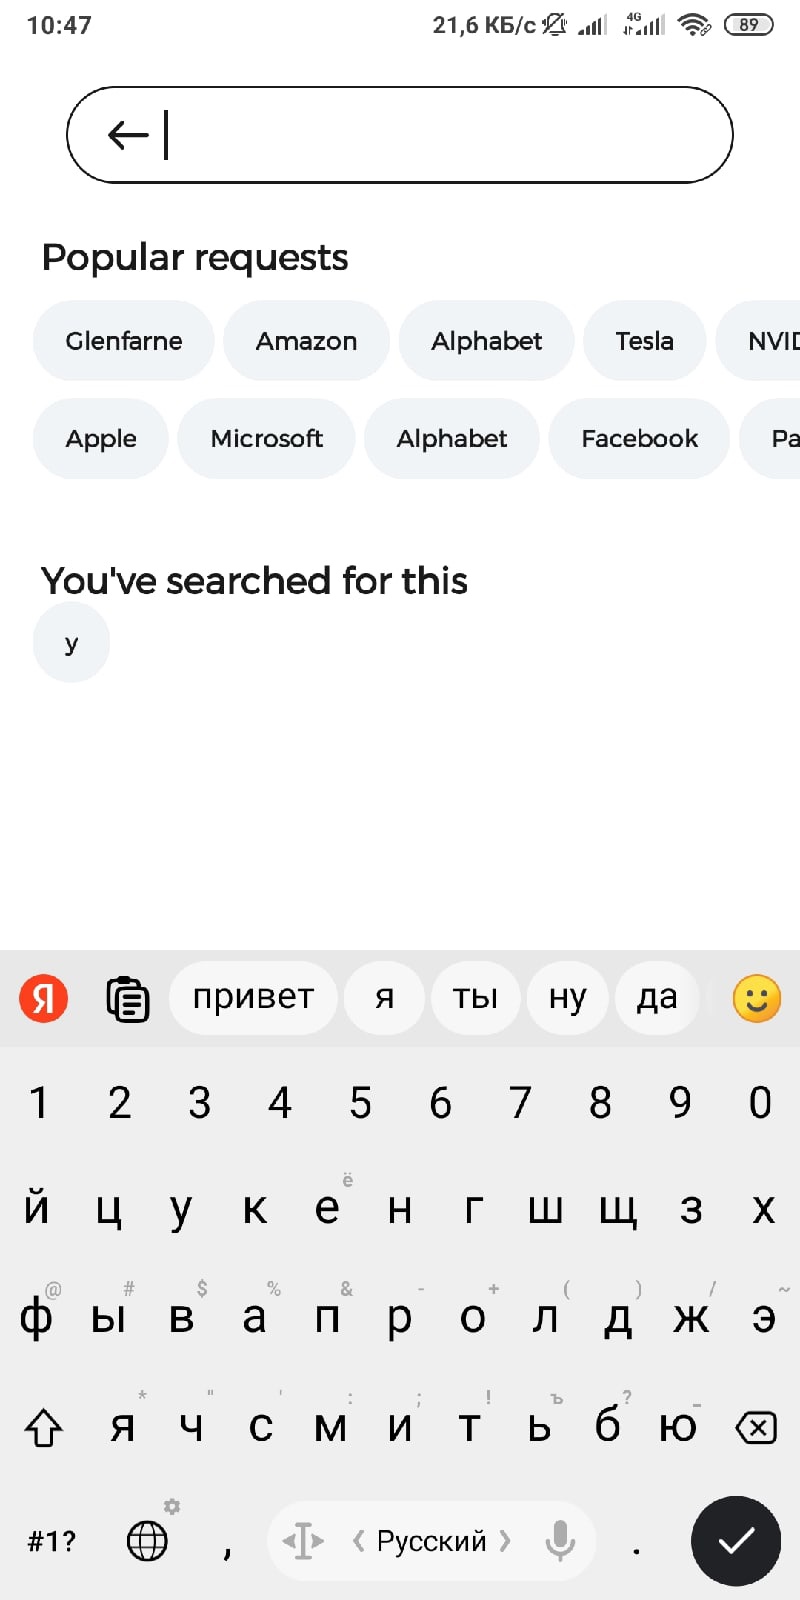 10:47 21,6 КБ/с 4G 89
Popular requests
Glenfarne Amazon Alphabet Tesla NVID
Apple Microsoft Alphabet Facebook Pa
You've searched for this
y
Я привет я ты ну да
1 2 3 4 5 6 7 8 9 0
ё
й ц у к е н г ш щ з х
@ # $ % & - + ( ) / ~
ф ы в а п р о л д ж э
* " ' : ; ! ъ ? _
я ч с м и т ь б ю
#1? , Русский .